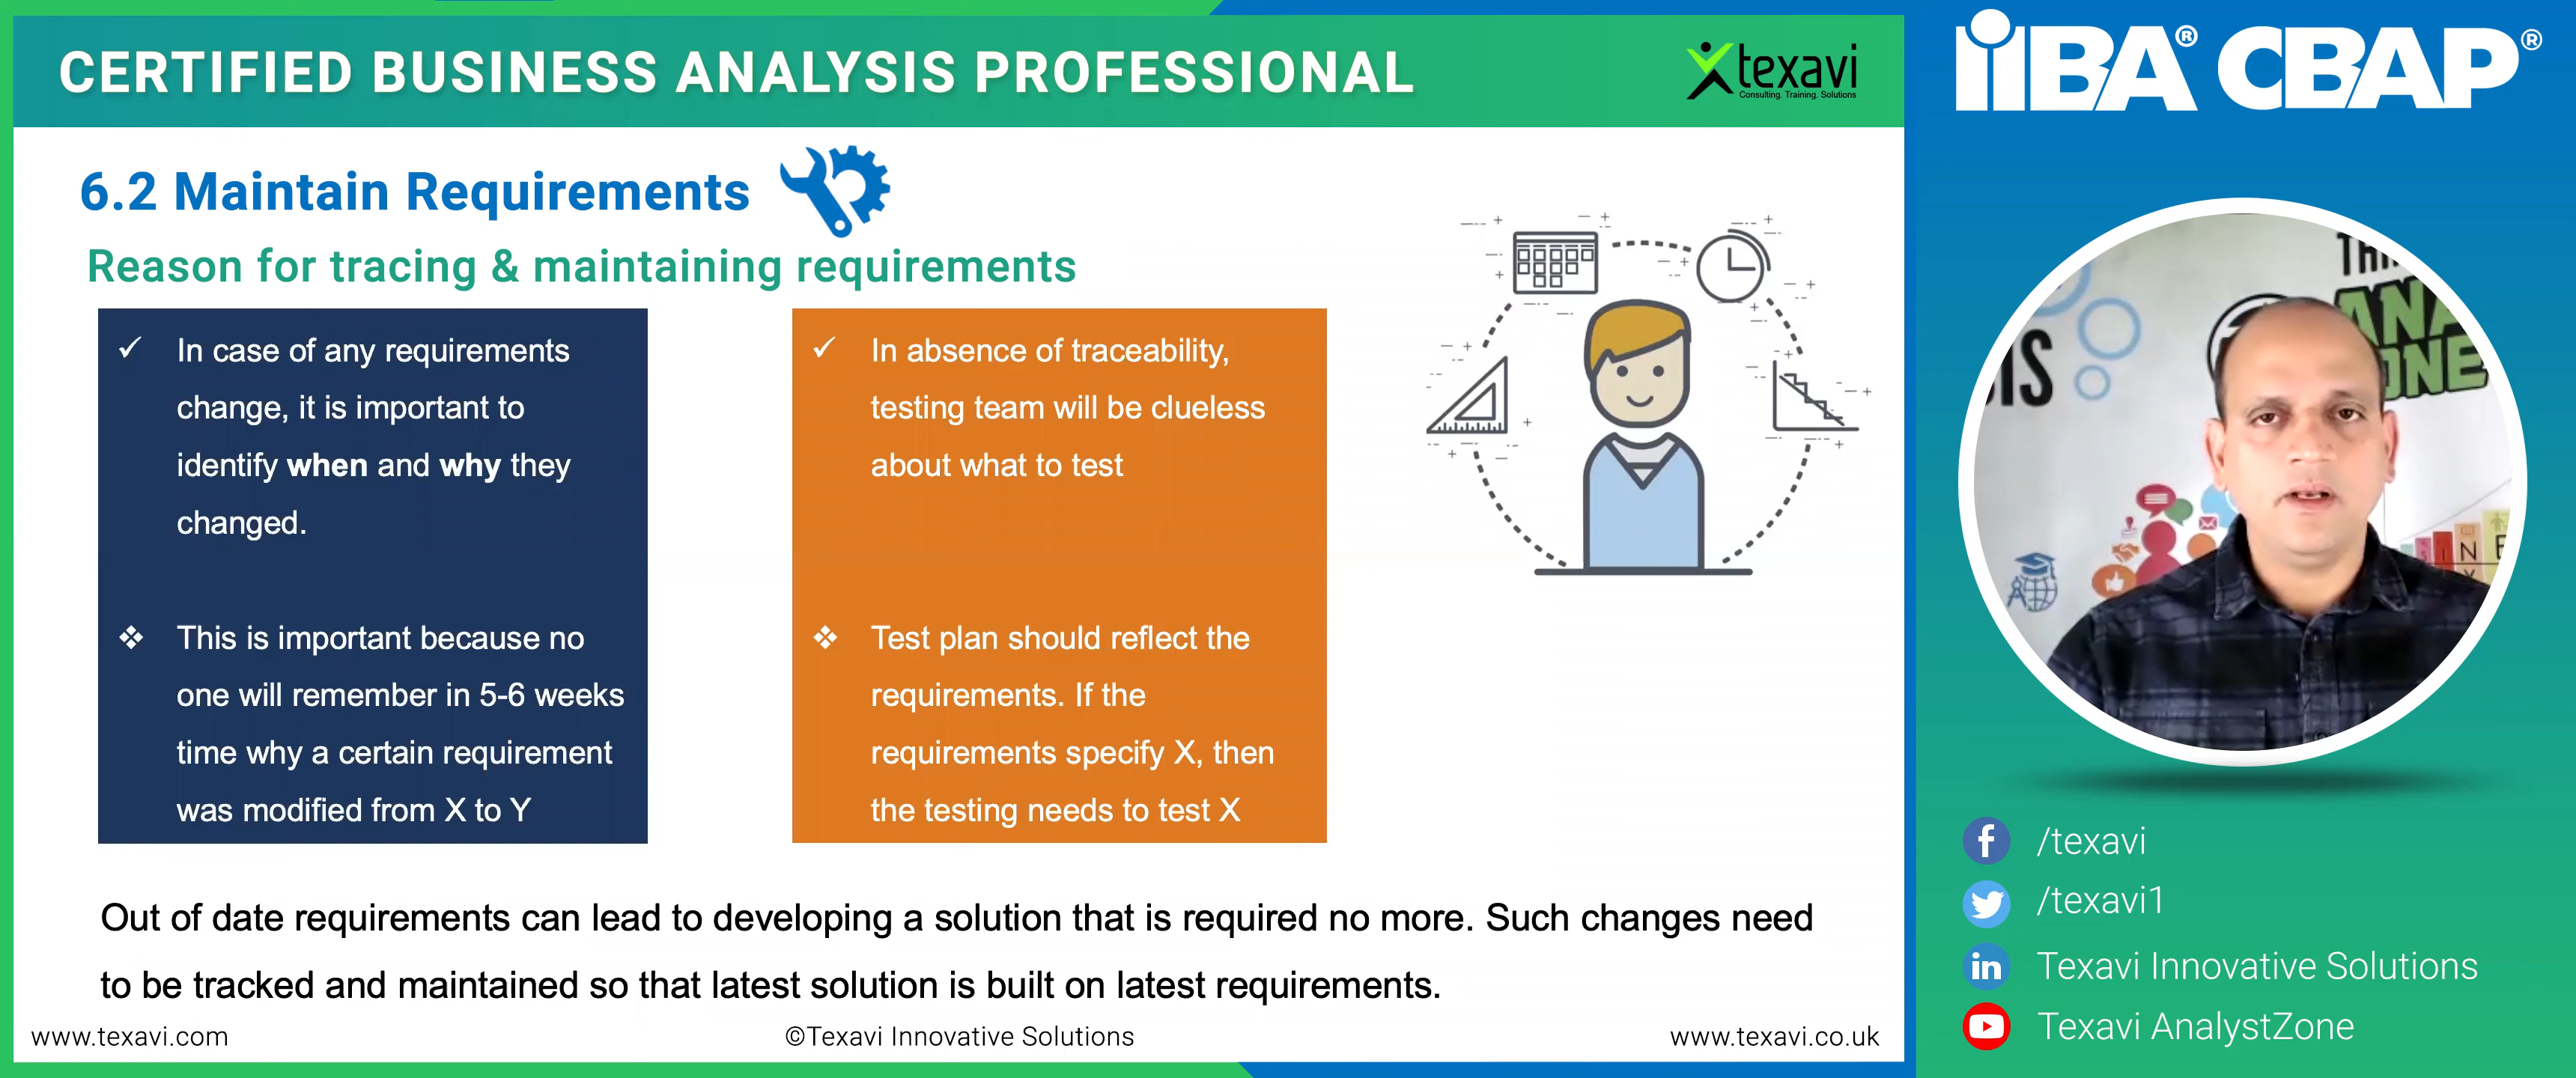 CERTIFIED BUSINESS ANALYSIS PROFESSIONAL
texavi
Consulting. Training. Solutions
IIBA® CBAP®
6.2 Maintain Requirements
Reason for tracing & maintaining requirements
✓ In case of any requirements
change, it is important to
identify when and why they
changed.
❖ This is important because no
one will remember in 5-6 weeks
time why a certain requirement
was modified from X to Y
✓ In absence of traceability,
testing team will be clueless
about what to test
❖ Test plan should reflect the
requirements. If the
requirements specify X, then
the testing needs to test X
Out of date requirements can lead to developing a solution that is required no more. Such changes need
to be tracked and maintained so that latest solution is built on latest requirements.
www.texavi.com
©Texavi Innovative Solutions
www.texavi.co.uk
/texavi
/texavi1
Texavi Innovative Solutions
Texavi AnalystZone